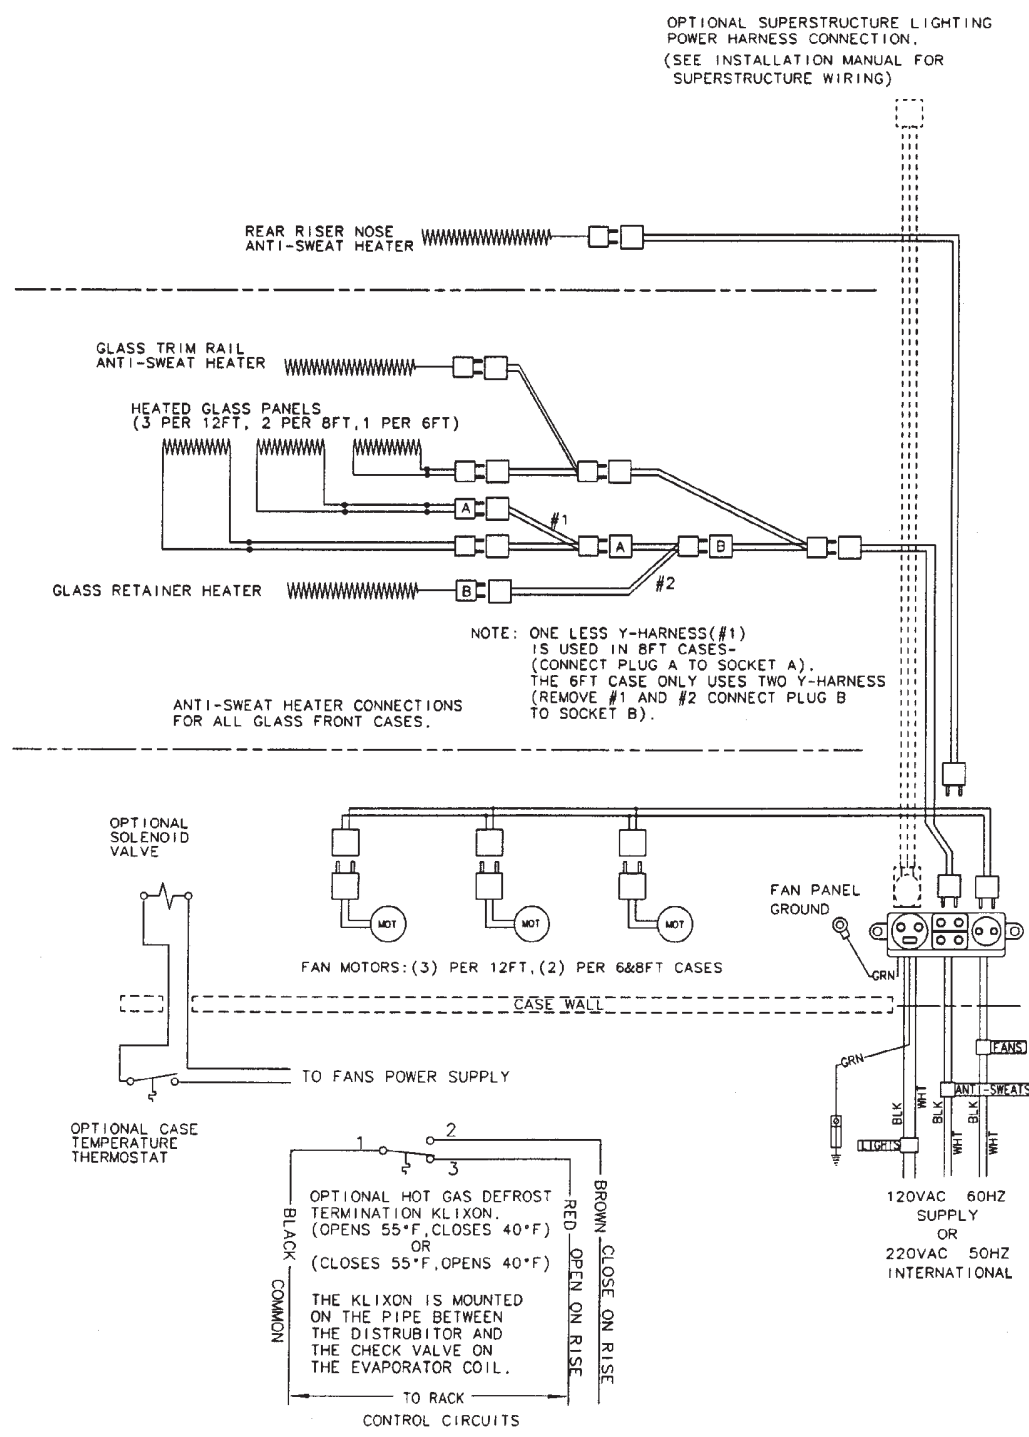 OPTIONAL SUPERSTRUCTURE LIGHTING
POWER HARNESS CONNECTION.
(SEE INSTALLATION MANUAL FOR
SUPERSTRUCTURE WIRING)
REAR RISER NOSE
ANTI-SWEAT HEATER
GLASS TRIM RAIL
ANTI-SWEAT HEATER
HEATED GLASS PANELS
(3 PER 12FT, 2 PER 8FT,1 PER 6FT)
A
#1
A
B
GLASS RETAINER HEATER
B
#2
NOTE: ONE LESS Y-HARNESS(#1)
IS USED IN 8FT CASES-
(CONNECT PLUG A TO SOCKET A).
THE 6FT CASE ONLY USES TWO Y-HARNESS
(REMOVE #1 AND #2 CONNECT PLUG B
TO SOCKET B).
ANTI-SWEAT HEATER CONNECTIONS
FOR ALL GLASS FRONT CASES.
OPTIONAL
SOLENOID
VALVE
MOT
MOT
MOT
FAN PANEL
GROUND
FAN MOTORS:(3) PER 12FT,(2) PER 6&8FT CASES
GRN
CASE WALL
GRN
FANS
ANTI-SWEATS
BLK
WHT
BLK
WHT
BLK
WHT
LIGHTS
TO FANS POWER SUPPLY
OPTIONAL CASE
TEMPERATURE
THERMOSTAT
1
2
3
OPTIONAL HOT GAS DEFROST
TERMINATION KLIXON.
(OPENS 55°F,CLOSES 40°F)
OR
(CLOSES 55°F,OPENS 40°F)
THE KLIXON IS MOUNTED
ON THE PIPE BETWEEN
THE DISTRUBITOR AND
THE CHECK VALVE ON
THE EVAPORATOR COIL.
BLACK COMMON
RED OPEN ON RISE
BROWN CLOSE ON RISE
TO RACK
CONTROL CIRCUITS
120VAC 60HZ
SUPPLY
OR
220VAC 50HZ
INTERNATIONAL